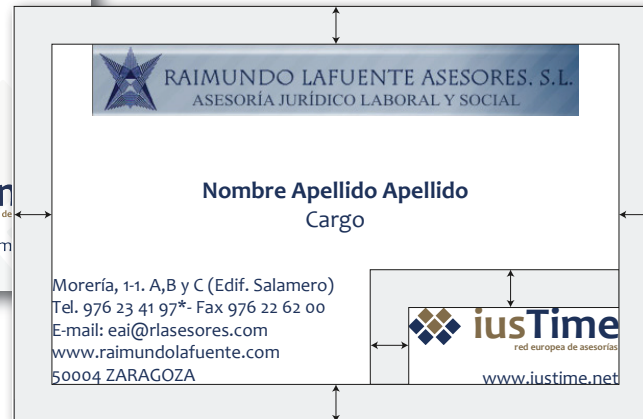 RAIMUNDO LAFUENTE ASESORES. S.L.
ASESORÍA JURÍDICO LABORAL Y SOCIAL
Nombre Apellido Apellido
Cargo
Morería, 1-1. A,B y C (Edif. Salamero)
Tel. 976 23 41 97*- Fax 976 22 62 00
E-mail: eai@rlasesores.com
www.raimundolafuente.com
50004 ZARAGOZA
iusTime
red europea de asesorías
www.iustime.net